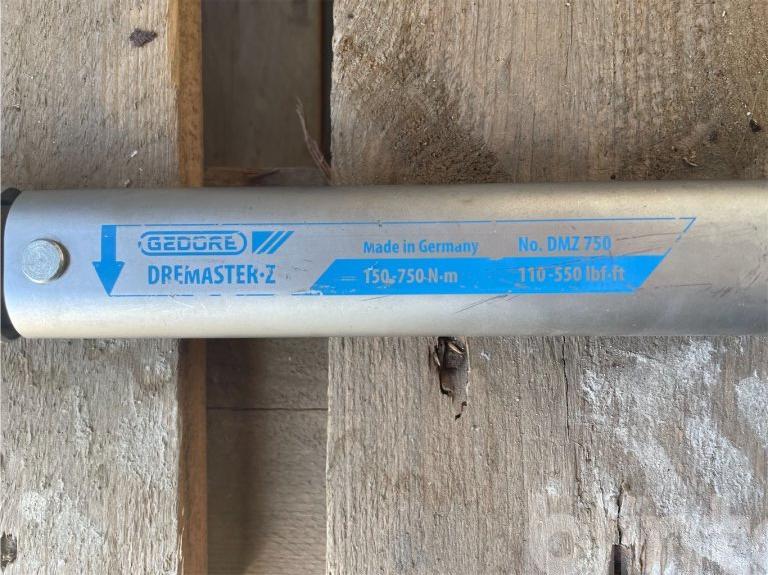 GEDORE
DREMASTER·Z
Made in Germany
No. DMZ 750
150-750 N·m
110-550 lbf·ft